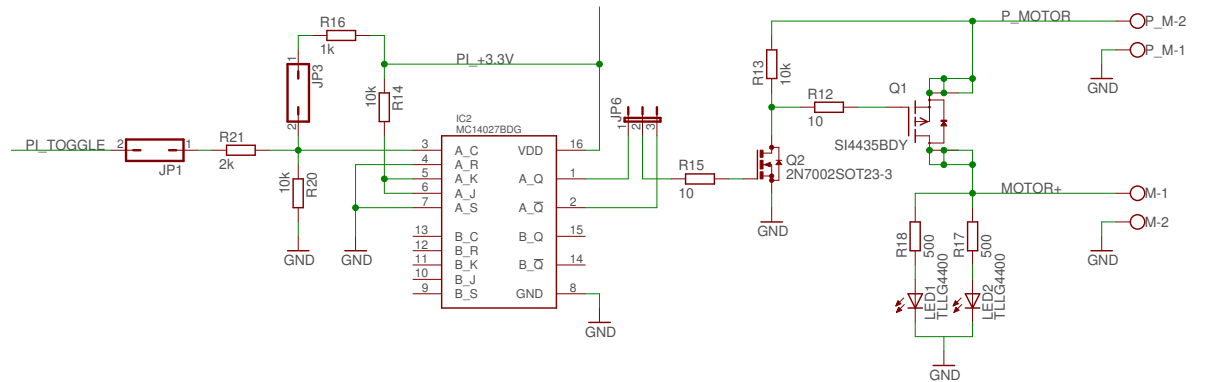 R16
1k
JP3
1
2
PI_+3.3V
10k
R14
PI_TOGGLE
2
1
JP1
R21
2k
10k
R20
GND
GND
IC2
MC14027BDG
3 A_C VDD 16
4 A_R
5 A_K A_Q 1
6 A_J
7 A_S A_Q̅ 2
13 B_C B_Q 15
12 B_R
11 B_K B_Q̅ 14
10 B_J
9 B_S GND 8
GND
JP6
1
2
3
R15
10
R13
10k
R12
10
Q2
2N7002SOT23-3
GND
Q1
SI4435BDY
P_MOTOR
P_M-2
P_M-1
GND
MOTOR+
M-1
M-2
GND
R18
500
R17
500
LED1
TLLG4400
LED2
TLLG4400
GND